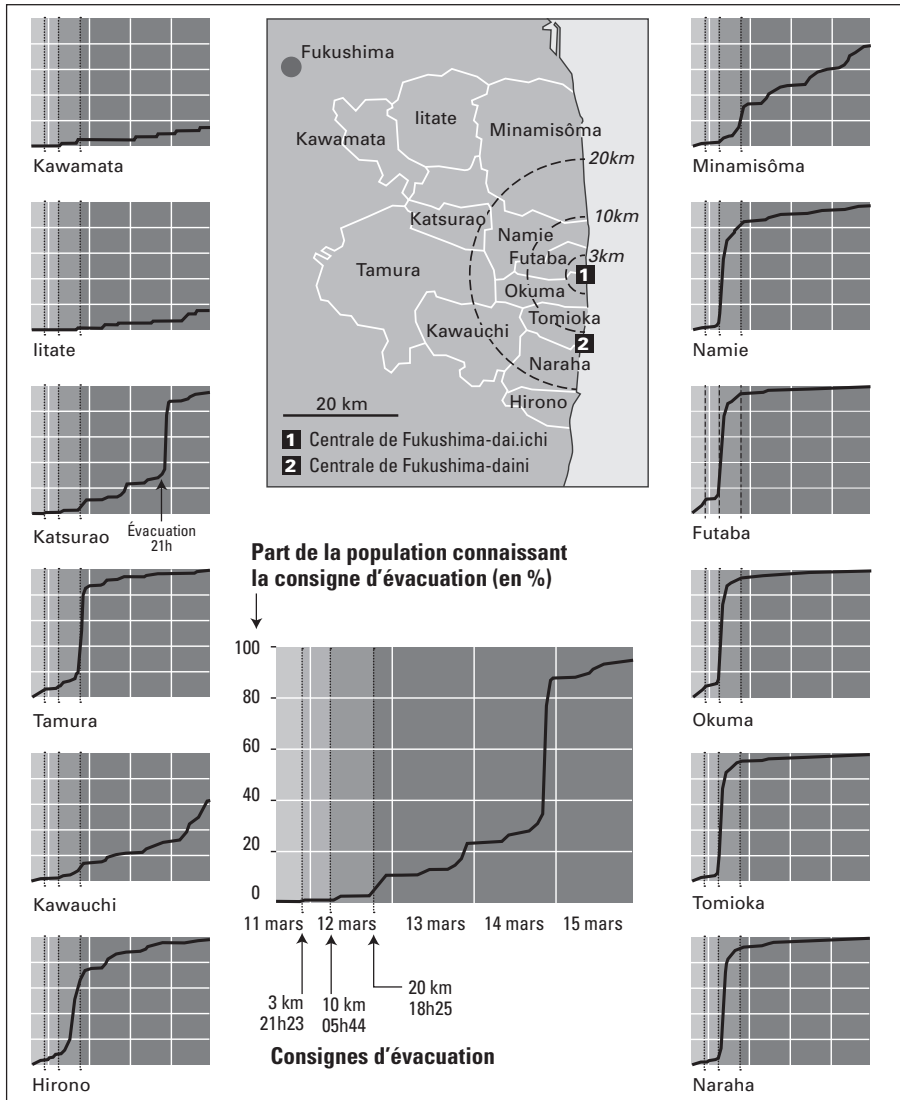 Kawamata
Iitate
Katsurao
Évacuation
21h
Tamura
Kawauchi
Hirono
Fukushima
Iitate
Kawamata
Minamisôma
20km
Katsurao
10km
Namie
Futaba
3km
Tamura
1
Okuma
Tomioka
Kawauchi
2
Naraha
Hirono
20 km
1 Centrale de Fukushima-dai.ichi
2 Centrale de Fukushima-daini
Part de la population connaissant
la consigne d'évacuation (en %)
100
80
60
40
20
0
11 mars 12 mars 13 mars 14 mars 15 mars
3 km
21h23
10 km
05h44
20 km
18h25
Consignes d'évacuation
Minamisôma
Namie
Futaba
Okuma
Tomioka
Naraha